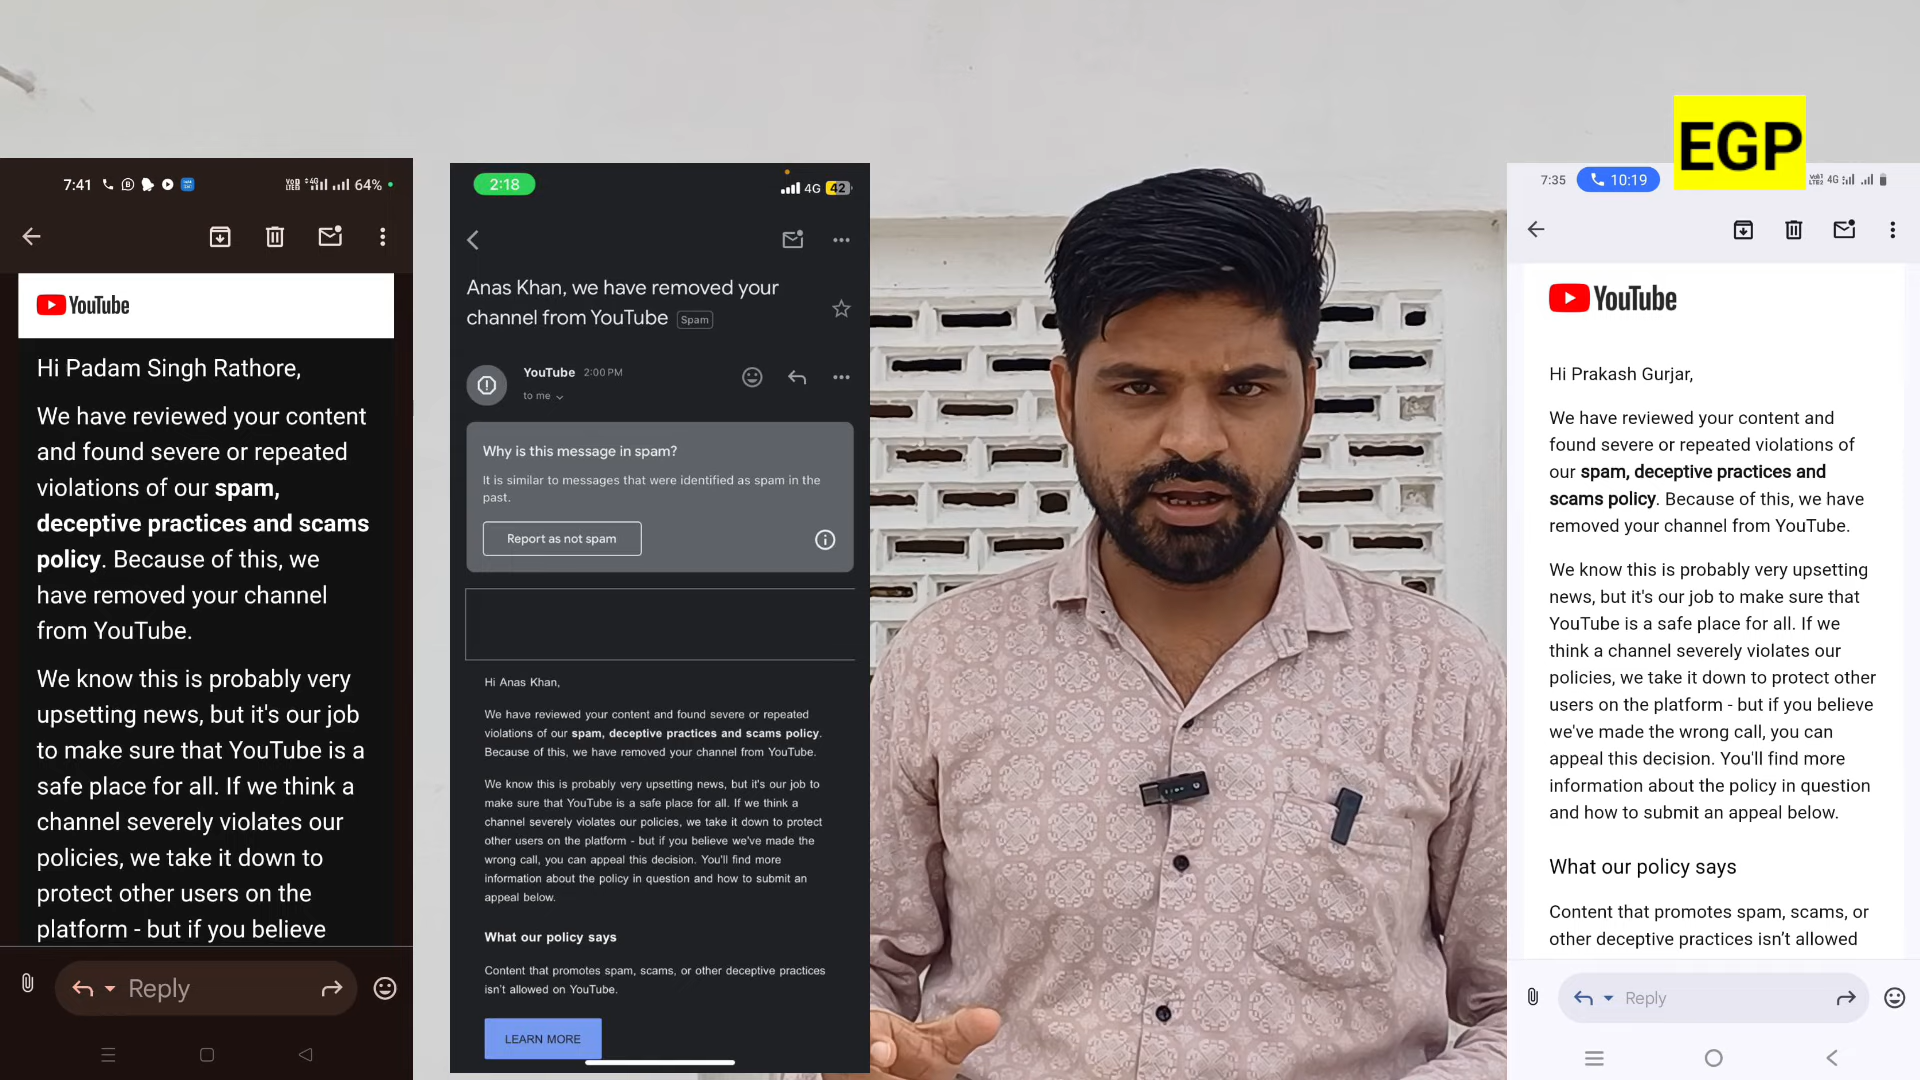 7:41
64%
YouTube
Hi Padam Singh Rathore,
We have reviewed your content
and found severe or repeated
violations of our spam,
deceptive practices and scams
policy. Because of this, we
have removed your channel
from YouTube.
We know this is probably very
upsetting news, but it's our job
to make sure that YouTube is a
safe place for all. If we think a
channel severely violates our
policies, we take it down to
protect other users on the
platform - but if you believe
Reply
2:18
4G 42
Anas Khan, we have removed your
channel from YouTube Spam
YouTube 2:00 PM
to me
Why is this message in spam?
It is similar to messages that were identified as spam in the
past.
Report as not spam
Hi Anas Khan,
We have reviewed your content and found severe or repeated
violations of our spam, deceptive practices and scams policy.
Because of this, we have removed your channel from YouTube.
We know this is probably very upsetting news, but it's our job to
make sure that YouTube is a safe place for all. If we think a
channel severely violates our policies, we take it down to protect
other users on the platform - but if you believe we've made the
wrong call, you can appeal this decision. You'll find more
information about the policy in question and how to submit an
appeal below.
What our policy says
Content that promotes spam, scams, or other deceptive practices
isn't allowed on YouTube.
LEARN MORE
EGP
7:35 10:19
4G
YouTube
Hi Prakash Gurjar,
We have reviewed your content and
found severe or repeated violations of
our spam, deceptive practices and
scams policy. Because of this, we have
removed your channel from YouTube.
We know this is probably very upsetting
news, but it's our job to make sure that
YouTube is a safe place for all. If we
think a channel severely violates our
policies, we take it down to protect other
users on the platform - but if you believe
we've made the wrong call, you can
appeal this decision. You'll find more
information about the policy in question
and how to submit an appeal below.
What our policy says
Content that promotes spam, scams, or
other deceptive practices isn't allowed
Reply